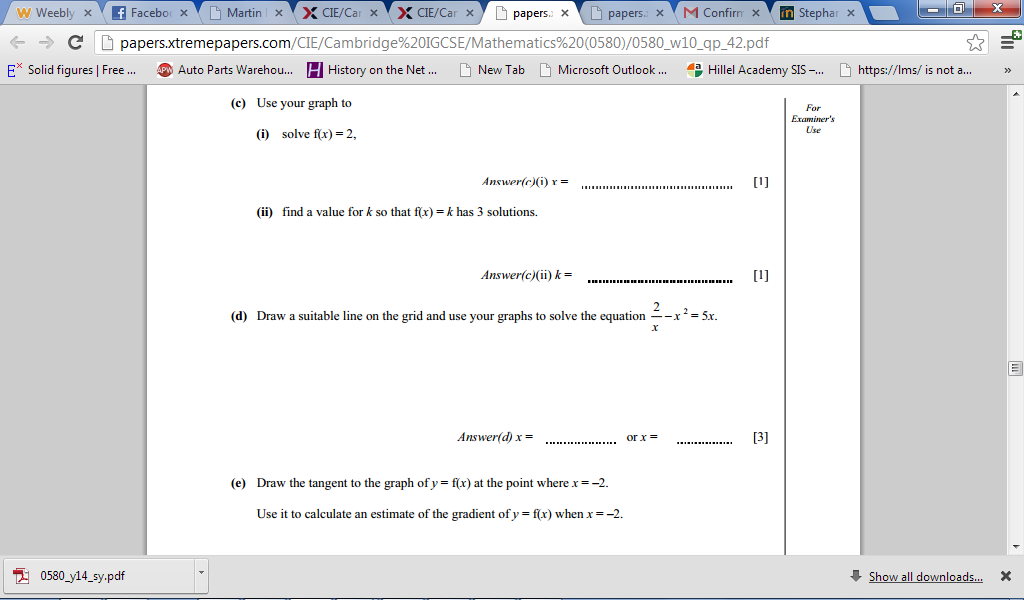 Weebly
Facebo
Martin
CIE/Car
CIE/Car
papers.
papers.
Confirm
Stephar
papers.xtremepapers.com/CIE/Cambridge%20IGCSE/Mathematics%20(0580)/0580_w10_qp_42.pdf
Solid figures | Free ...
Auto Parts Warehou...
History on the Net ...
New Tab
Microsoft Outlook ...
Hillel Academy SIS –...
https://lms/ is not a...
»
(c) Use your graph to
For
Examiner's
Use
(i) solve f(x) = 2,
Answer(c)(i) x = ........................................ [1]
(ii) find a value for k so that f(x) = k has 3 solutions.
Answer(c)(ii) k = ........................................ [1]
(d) Draw a suitable line on the grid and use your graphs to solve the equation 2/x − x² = 5x.
Answer(d) x = .................... or x = ................ [3]
(e) Draw the tangent to the graph of y = f(x) at the point where x = –2.
Use it to calculate an estimate of the gradient of y = f(x) when x = –2.
0580_y14_sy.pdf
Show all downloads...